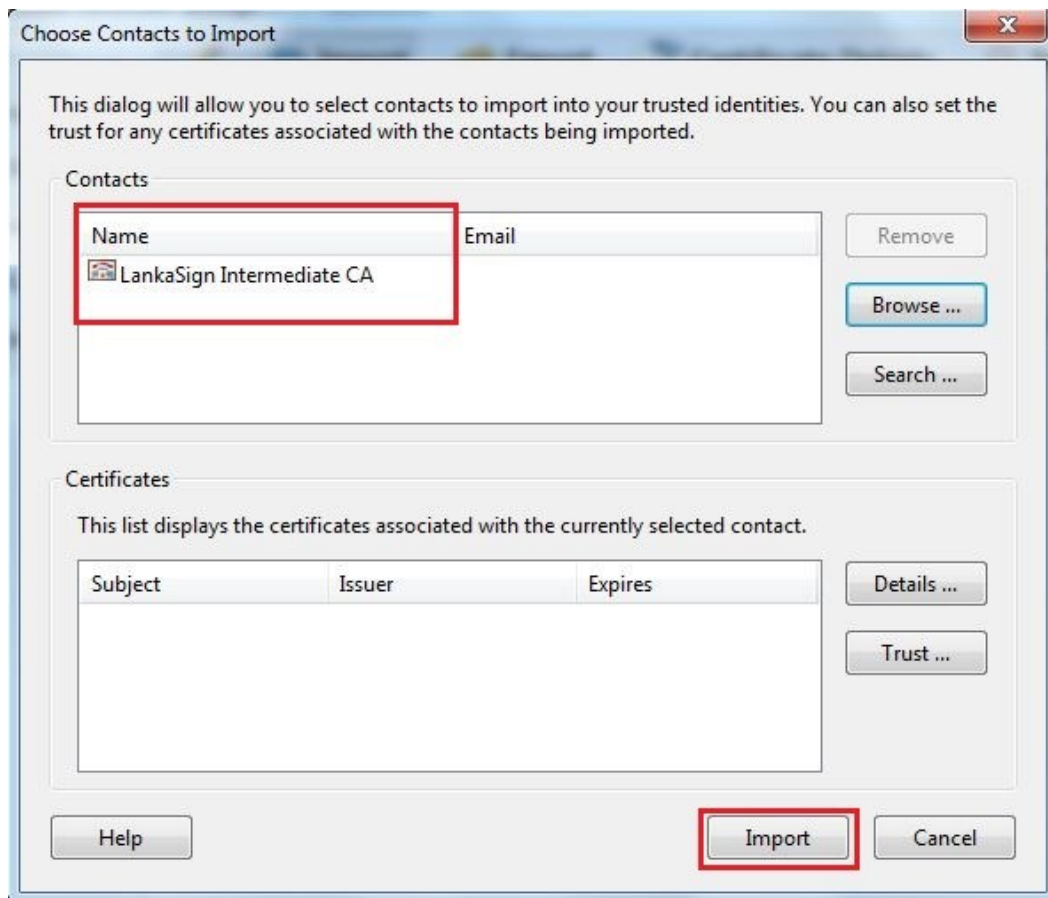 Choose Contacts to Import
This dialog will allow you to select contacts to import into your trusted identities. You can also set the
trust for any certificates associated with the contacts being imported.
Contacts
Name Email
LankaSign Intermediate CA
Remove
Browse ...
Search ...
Certificates
This list displays the certificates associated with the currently selected contact.
Subject Issuer Expires
Details ...
Trust ...
Help Import Cancel